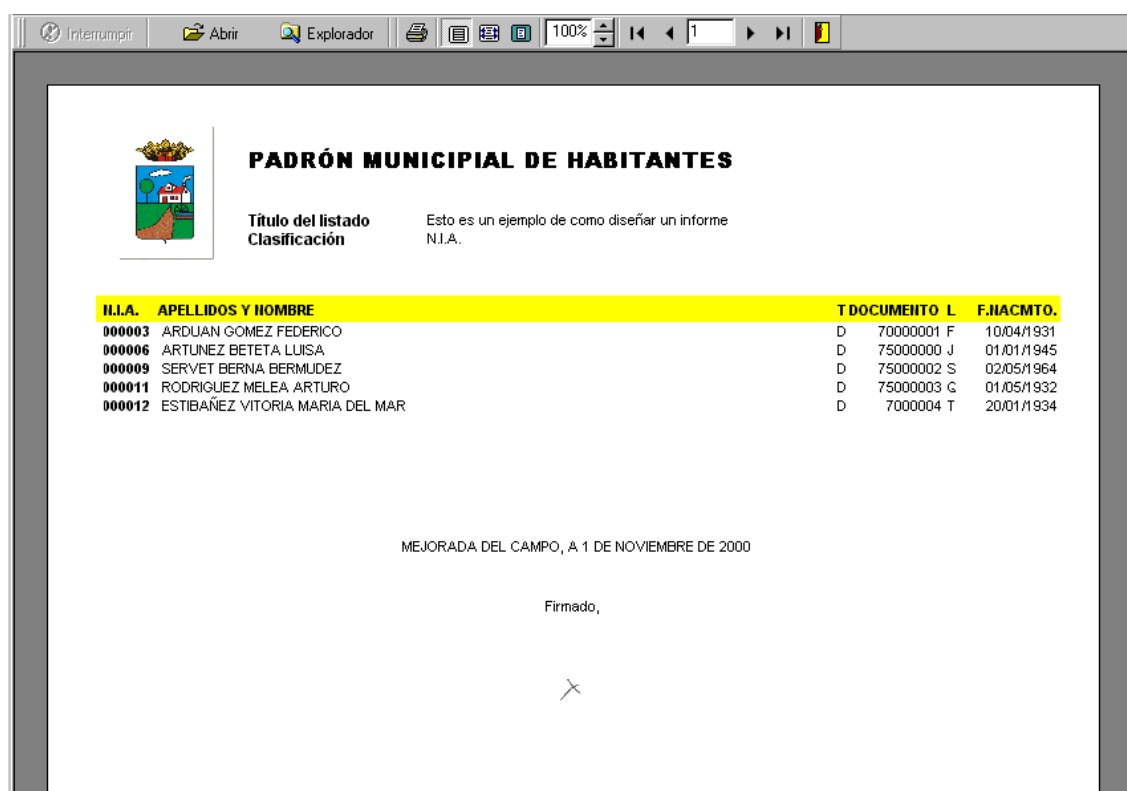 Interrumpir Abrir Explorador 100% 1
PADRÓN MUNICIPIAL DE HABITANTES
Título del listado Esto es un ejemplo de como diseñar un informe
Clasificación N.I.A.
N.I.A. APELLIDOS Y NOMBRE T DOCUMENTO L F.NACMTO.
000003 ARDUAN GOMEZ FEDERICO D 70000001 F 10/04/1931
000006 ARTUNEZ BETETA LUISA D 75000000 J 01/01/1945
000009 SERVET BERNA BERMUDEZ D 75000002 S 02/05/1964
000011 RODRIGUEZ MELEA ARTURO D 75000003 Q 01/05/1932
000012 ESTIBAÑEZ VITORIA MARIA DEL MAR D 7000004 T 20/01/1934
MEJORADA DEL CAMPO, A 1 DE NOVIEMBRE DE 2000
Firmado,